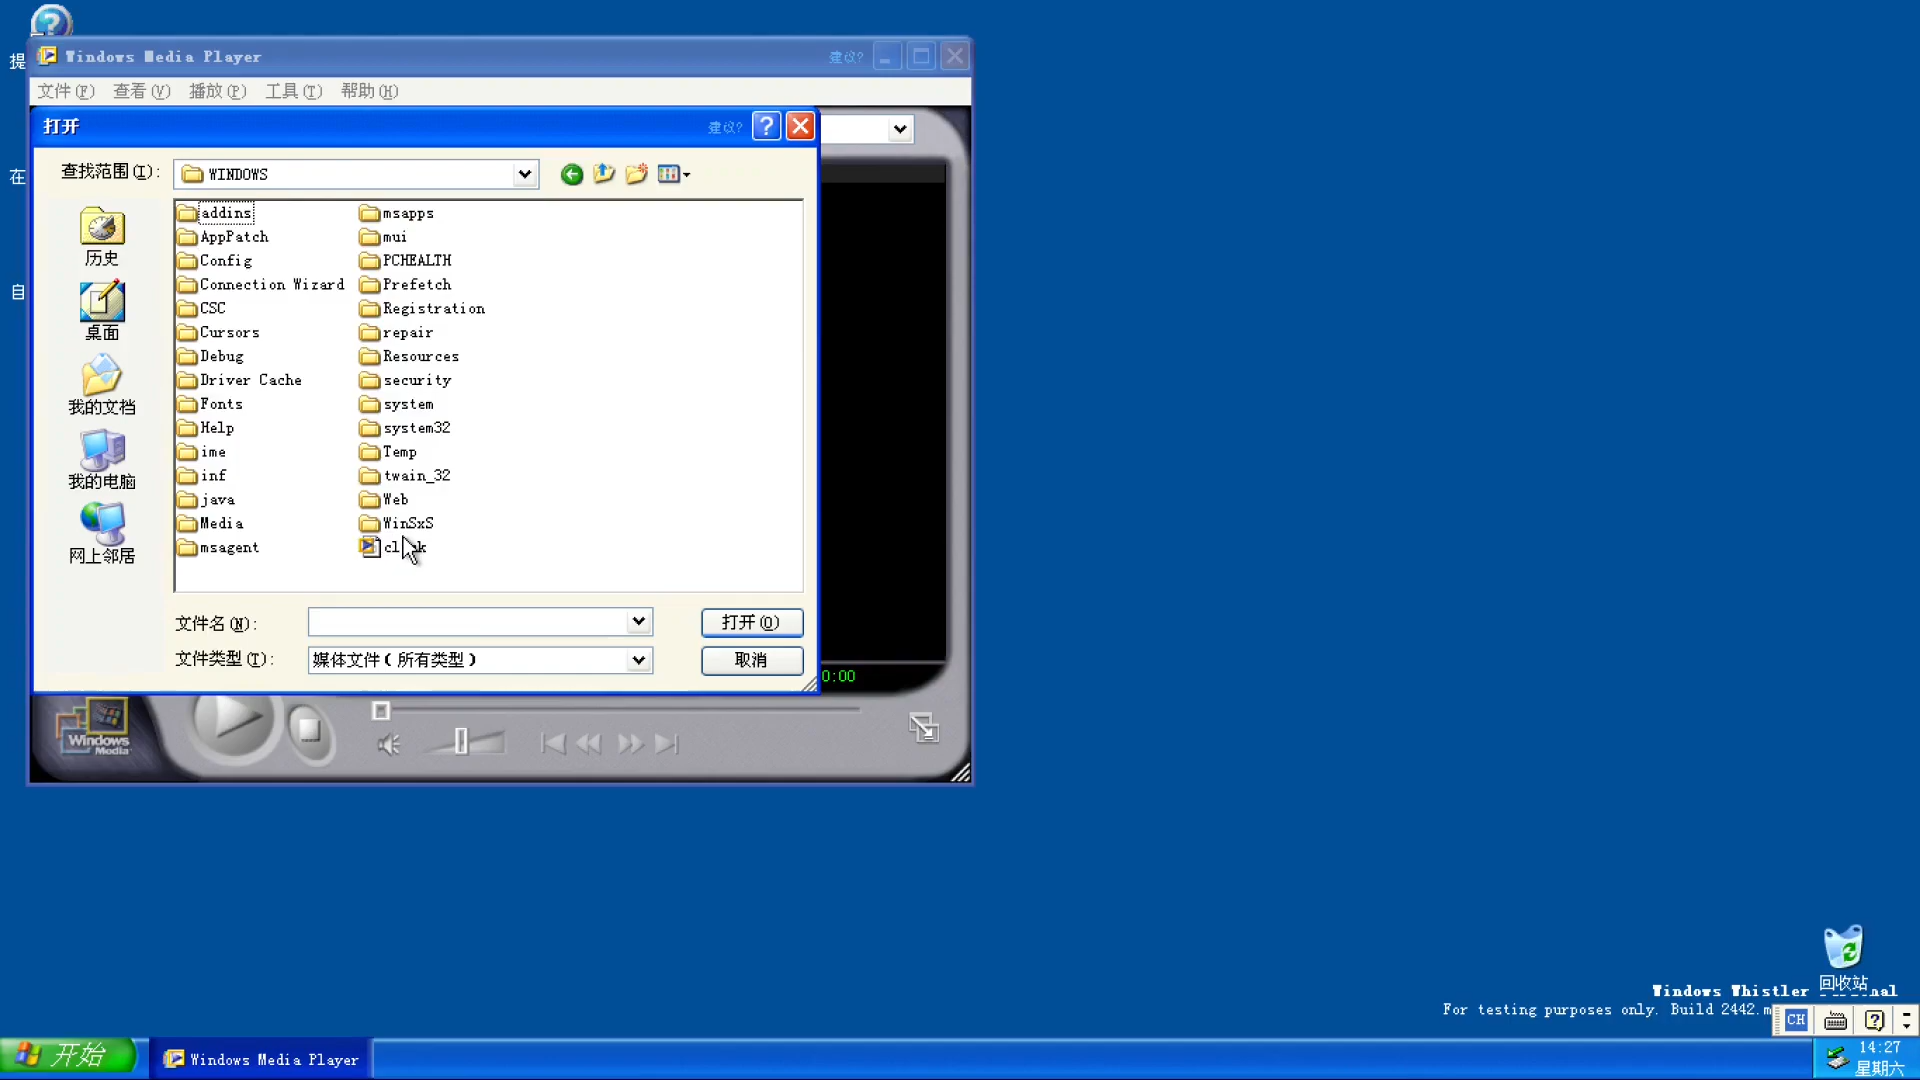 提
Windows Media Player 建议?
文件(F) 查看(V) 播放(P) 工具(T) 帮助(H)
打开 建议?
在
查找范围(I): WINDOWS
addins msapps
AppPatch mui
Config PCHEALTH
Connection Wizard Prefetch
自
CSC Registration
Cursors repair
Debug Resources
Driver Cache security
Fonts system
Help system32
ime Temp
inf twain_32
java Web
Media WinSxS
msagent
历史
桌面
我的文档
我的电脑
网上邻居
文件名(N): 打开(O)
文件类型(T): 媒体文件(所有类型) 取消
0:00
Windows Media
回收站
Windows Whistler
For testing purposes only. Build 2442.m
CH
开始 Windows Media Player 14:27
星期六